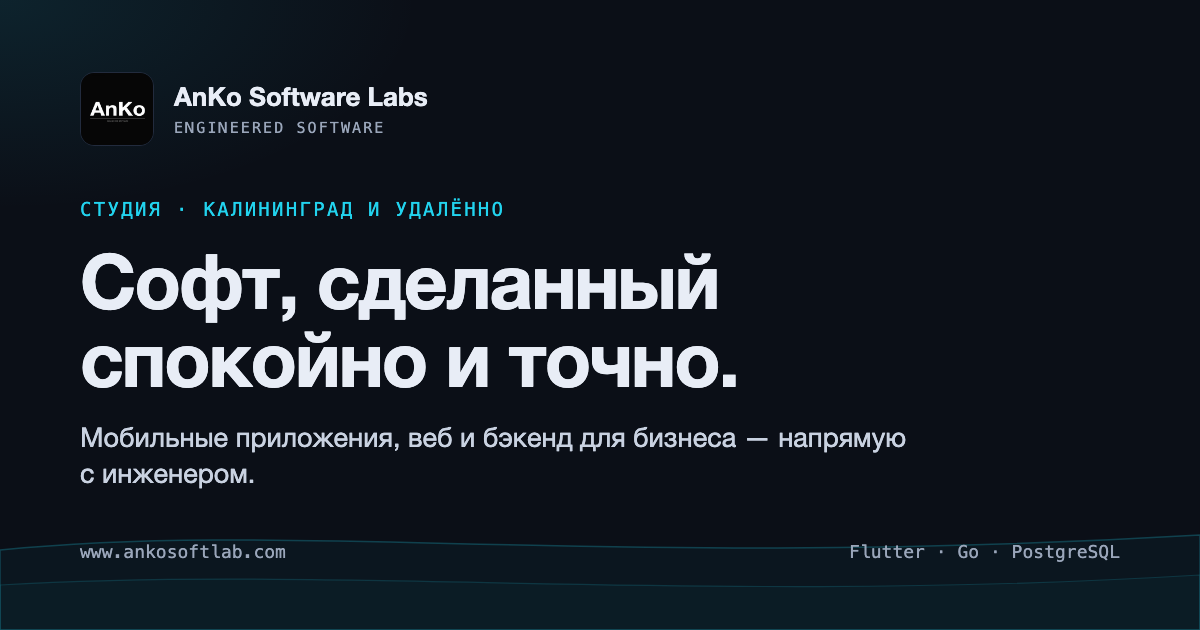 AnKo
AnKo Software Labs
ENGINEERED SOFTWARE
СТУДИЯ · КАЛИНИНГРАД И УДАЛЁННО
Софт, сделанный
спокойно и точно.
Мобильные приложения, веб и бэкенд для бизнеса — напрямую
с инженером.
www.ankosoftlab.com
Flutter · Go · PostgreSQL